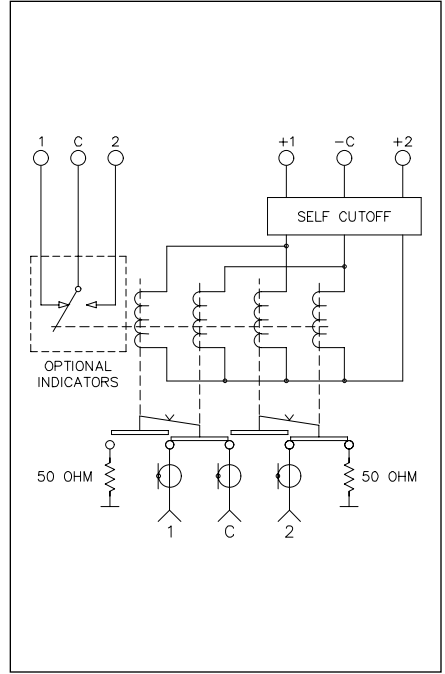 1 C 2 +1 -C +2
SELF CUTOFF
OPTIONAL
INDICATORS
50 OHM 50 OHM
1 C 2